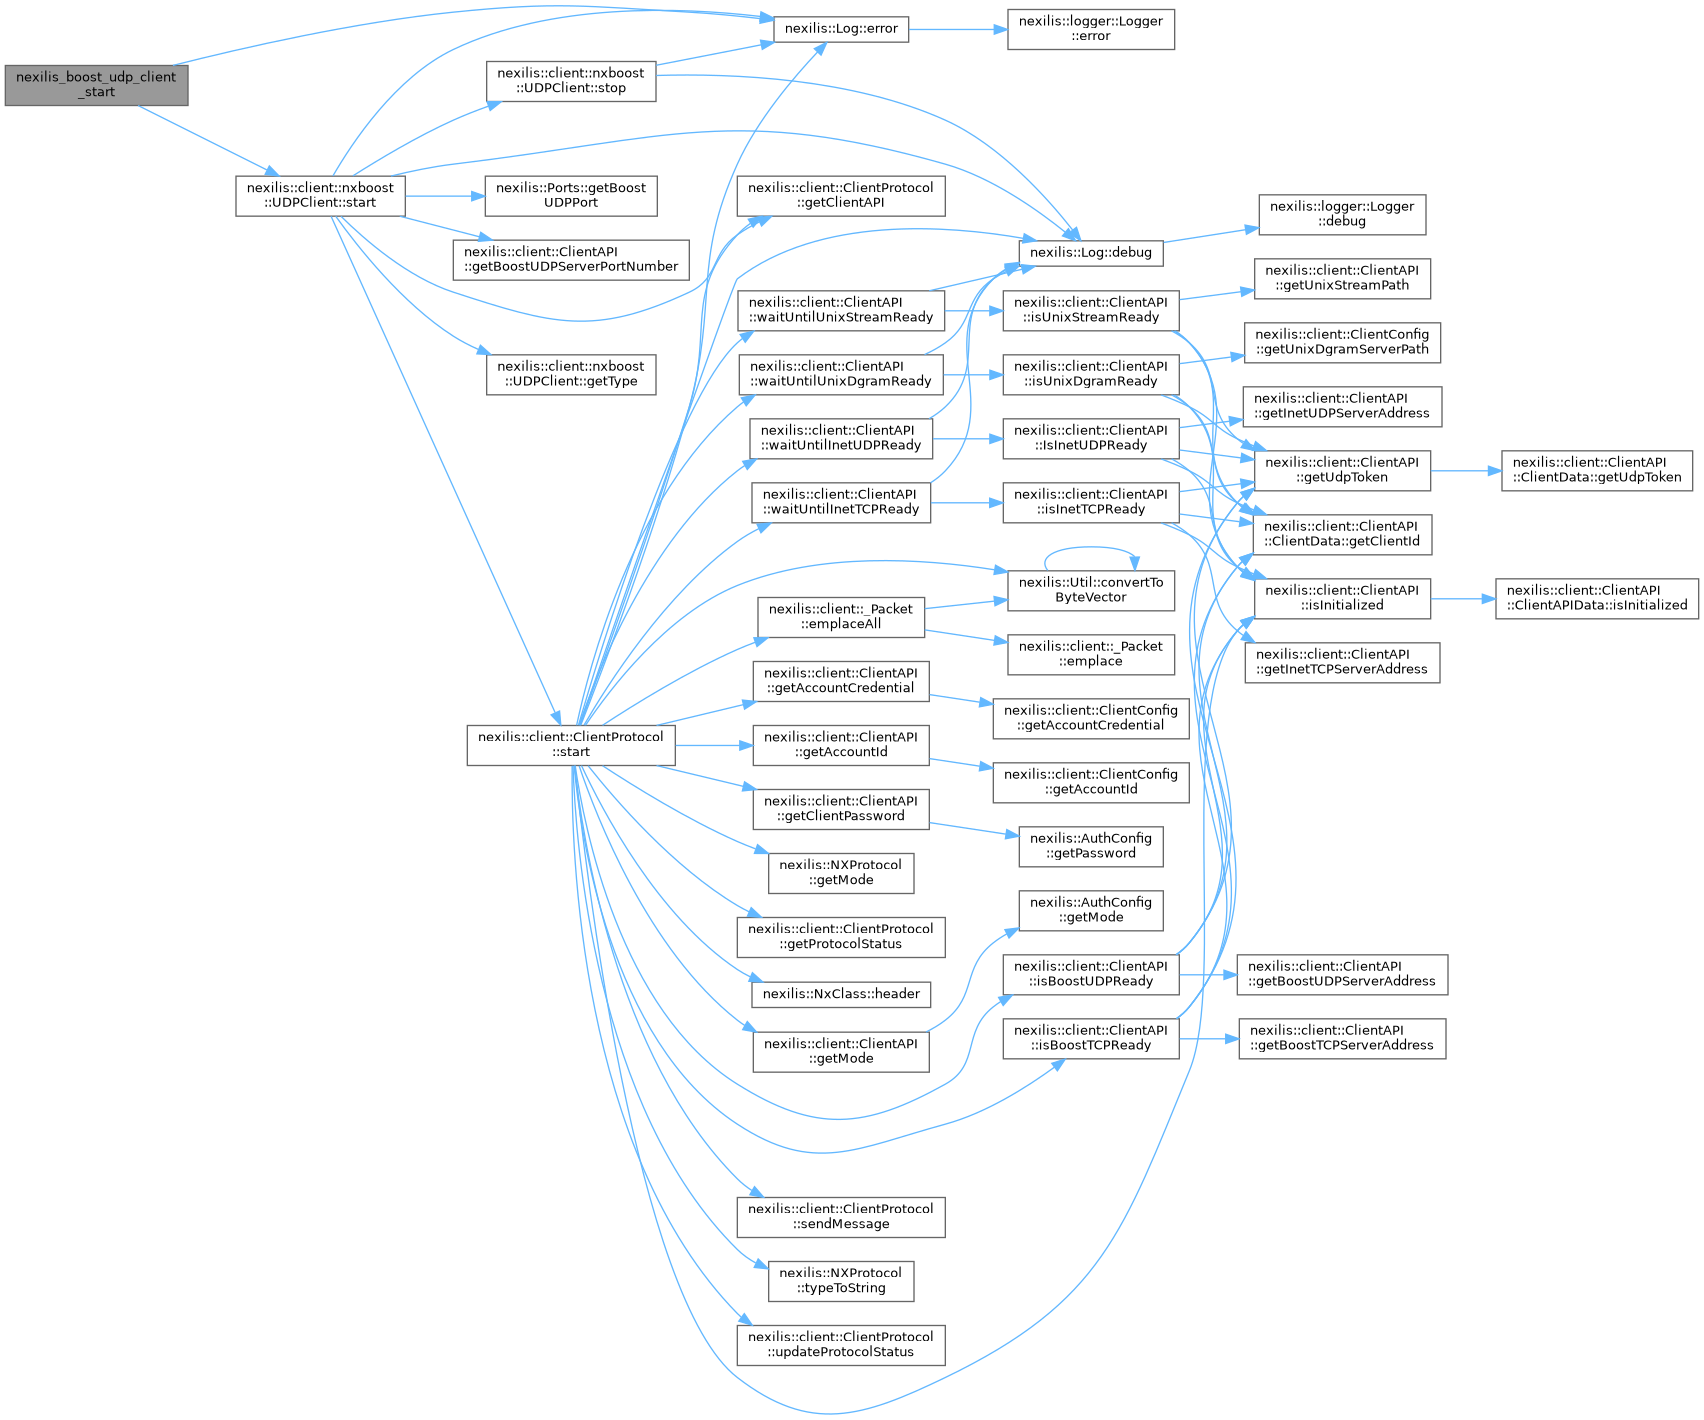 nexilis_boost_udp_client
_start
nexilis::client::nxboost
::UDPClient::start
nexilis::Log::error
nexilis::logger::Logger
::error
nexilis::client::nxboost
::UDPClient::stop
nexilis::Ports::getBoost
UDPPort
nexilis::client::ClientAPI
::getBoostUDPServerPortNumber
nexilis::client::nxboost
::UDPClient::getType
nexilis::client::ClientProtocol
::start
nexilis::client::ClientProtocol
::getClientAPI
nexilis::Log::debug
nexilis::logger::Logger
::debug
nexilis::client::ClientAPI
::waitUntilUnixStreamReady
nexilis::client::ClientAPI
::isUnixStreamReady
nexilis::client::ClientAPI
::getUnixStreamPath
nexilis::client::ClientAPI
::waitUntilUnixDgramReady
nexilis::client::ClientAPI
::isUnixDgramReady
nexilis::client::ClientConfig
::getUnixDgramServerPath
nexilis::client::ClientAPI
::waitUntilInetUDPReady
nexilis::client::ClientAPI
::IsInetUDPReady
nexilis::client::ClientAPI
::getInetUDPServerAddress
nexilis::client::ClientAPI
::waitUntilInetTCPReady
nexilis::client::ClientAPI
::isInetTCPReady
nexilis::client::ClientAPI
::getUdpToken
nexilis::client::ClientAPI
::ClientData::getUdpToken
nexilis::client::ClientAPI
::ClientData::getClientId
nexilis::Util::convertTo
ByteVector
nexilis::client::ClientAPI
::isInitialized
nexilis::client::ClientAPI
::ClientAPIData::isInitialized
nexilis::client::_Packet
::emplaceAll
nexilis::client::_Packet
::emplace
nexilis::client::ClientAPI
::getInetTCPServerAddress
nexilis::client::ClientAPI
::getAccountCredential
nexilis::client::ClientConfig
::getAccountCredential
nexilis::client::ClientAPI
::getAccountId
nexilis::client::ClientConfig
::getAccountId
nexilis::client::ClientAPI
::getClientPassword
nexilis::AuthConfig
::getPassword
nexilis::NXProtocol
::getMode
nexilis::AuthConfig
::getMode
nexilis::client::ClientProtocol
::getProtocolStatus
nexilis::NxClass::header
nexilis::client::ClientAPI
::isBoostUDPReady
nexilis::client::ClientAPI
::getBoostUDPServerAddress
nexilis::client::ClientAPI
::getMode
nexilis::client::ClientAPI
::isBoostTCPReady
nexilis::client::ClientAPI
::getBoostTCPServerAddress
nexilis::client::ClientProtocol
::sendMessage
nexilis::NXProtocol
::typeToString
nexilis::client::ClientProtocol
::updateProtocolStatus